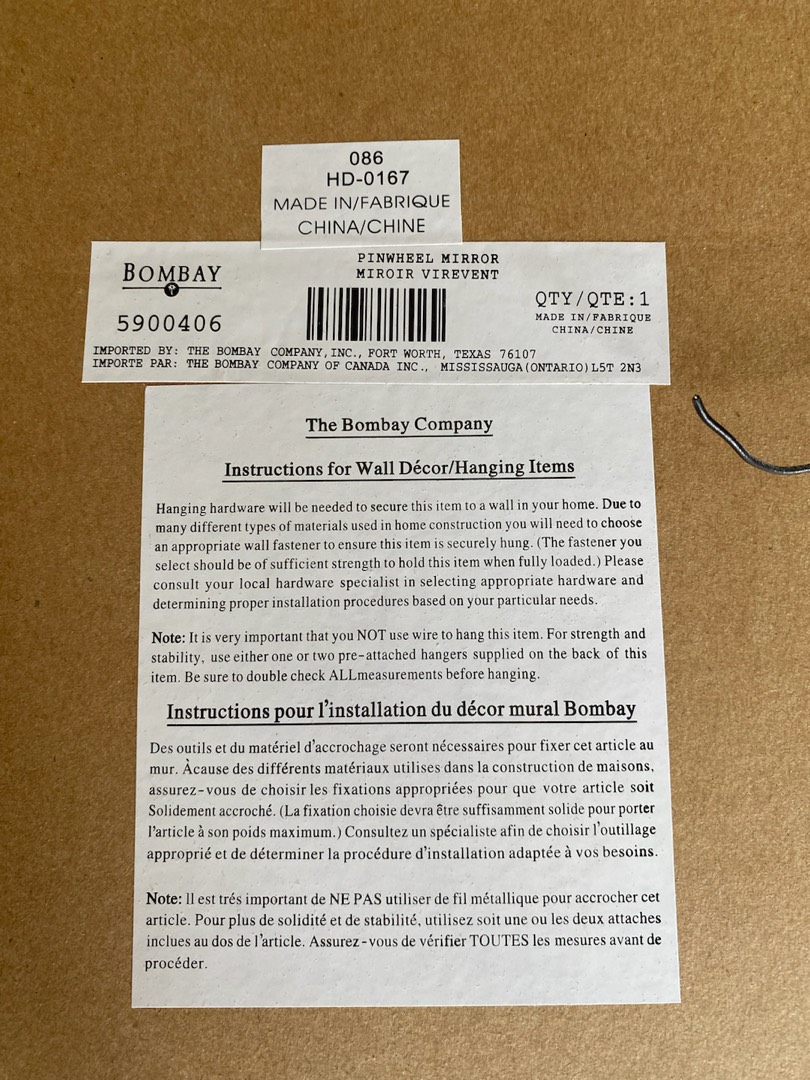 086
HD-0167
MADE IN/FABRIQUE
CHINA/CHINE
BOMBAY
5900406
PINWHEEL MIRROR
MIROIR VIREVENT
QTY/QTE:1
MADE IN/FABRIQUE
CHINA/CHINE
IMPORTED BY: THE BOMBAY COMPANY,INC., FORT WORTH, TEXAS 76107
IMPORTE PAR: THE BOMBAY COMPANY OF CANADA INC., MISSISSAUGA(ONTARIO)L5T 2N3
The Bombay Company
Instructions for Wall Décor/Hanging Items
Hanging hardware will be needed to secure this item to a wall in your home. Due to
many different types of materials used in home construction you will need to choose
an appropriate wall fastener to ensure this item is securely hung. (The fastener you
select should be of sufficient strength to hold this item when fully loaded.) Please
consult your local hardware specialist in selecting appropriate hardware and
determining proper installation procedures based on your particular needs.
Note: It is very important that you NOT use wire to hang this item. For strength and
stability, use either one or two pre-attached hangers supplied on the back of this
item. Be sure to double check ALLmeasurements before hanging.
Instructions pour l'installation du décor mural Bombay
Des outils et du matériel d'accrochage seront nécessaires pour fixer cet article au
mur. Àcause des différents matériaux utilises dans la construction de maisons,
assurez-vous de choisir les fixations appropriées pour que votre article soit
Solidement accroché. (La fixation choisie devra être suffisamment solide pour porter
l'article à son poids maximum.) Consultez un spécialiste afin de choisir l'outillage
approprié et de déterminer la procédure d'installation adaptée à vos besoins.
Note: Il est trés important de NE PAS utiliser de fil métallique pour accrocher cet
article. Pour plus de solidité et de stabilité, utilisez soit une ou les deux attaches
inclues au dos de l'article. Assurez-vous de vérifier TOUTES les mesures avant de
procéder.